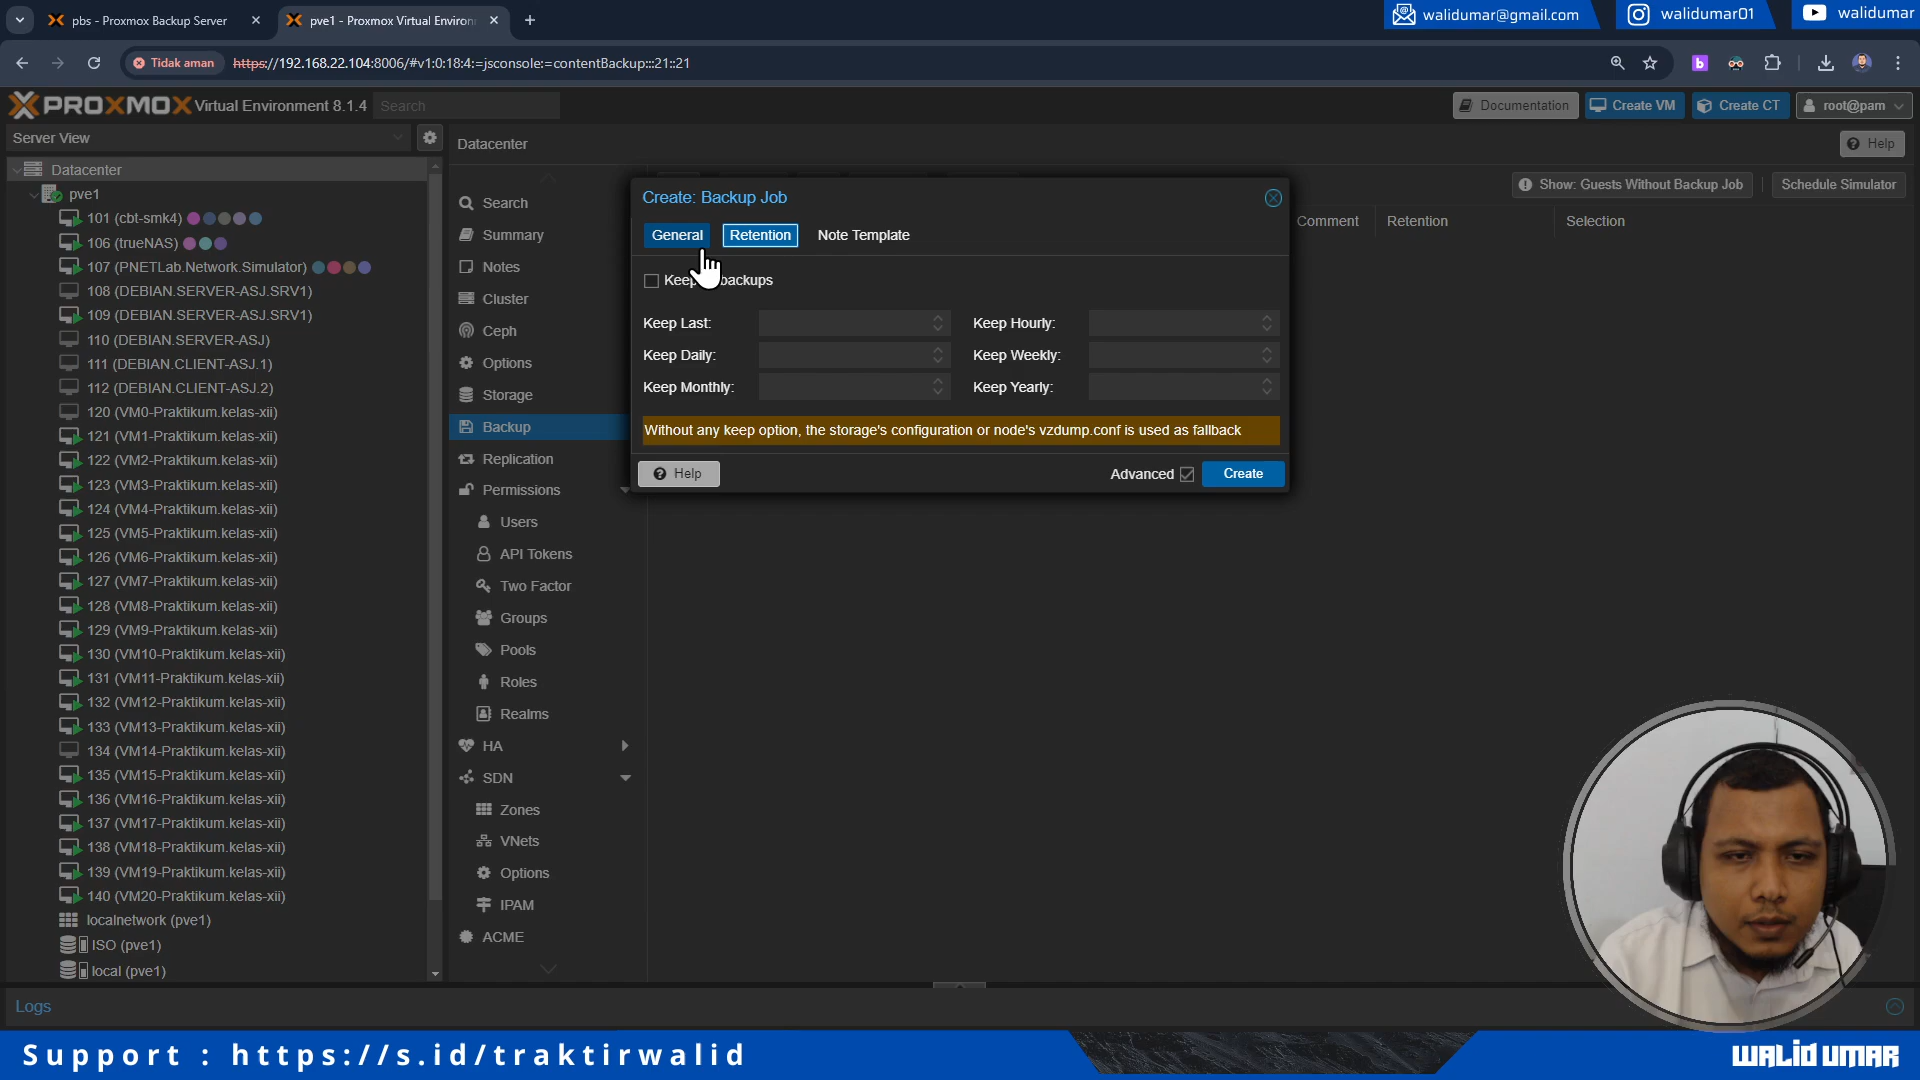 pbs - Proxmox Backup Server
pve1 - Proxmox Virtual Environ
walidumar@gmail.com
walidumar01
walidumar
Tidak aman
https://192.168.22.104:8006/#v1:0:18:4:=jsconsole:=contentBackup:::21::21
PROXMOX Virtual Environment 8.1.4
Search
Documentation
Create VM
Create CT
root@pam
Server View
Datacenter
Help
Datacenter
pve1
101 (cbt-smk4)
106 (trueNAS)
107 (PNETLab.Network.Simulator)
108 (DEBIAN.SERVER-ASJ.SRV1)
109 (DEBIAN.SERVER-ASJ.SRV1)
110 (DEBIAN.SERVER-ASJ)
111 (DEBIAN.CLIENT-ASJ.1)
112 (DEBIAN.CLIENT-ASJ.2)
120 (VM0-Praktikum.kelas-xii)
121 (VM1-Praktikum.kelas-xii)
122 (VM2-Praktikum.kelas-xii)
123 (VM3-Praktikum.kelas-xii)
124 (VM4-Praktikum.kelas-xii)
125 (VM5-Praktikum.kelas-xii)
126 (VM6-Praktikum.kelas-xii)
127 (VM7-Praktikum.kelas-xii)
128 (VM8-Praktikum.kelas-xii)
129 (VM9-Praktikum.kelas-xii)
130 (VM10-Praktikum.kelas-xii)
131 (VM11-Praktikum.kelas-xii)
132 (VM12-Praktikum.kelas-xii)
133 (VM13-Praktikum.kelas-xii)
134 (VM14-Praktikum.kelas-xii)
135 (VM15-Praktikum.kelas-xii)
136 (VM16-Praktikum.kelas-xii)
137 (VM17-Praktikum.kelas-xii)
138 (VM18-Praktikum.kelas-xii)
139 (VM19-Praktikum.kelas-xii)
140 (VM20-Praktikum.kelas-xii)
localnetwork (pve1)
ISO (pve1)
local (pve1)
Search
Summary
Notes
Cluster
Ceph
Options
Storage
Backup
Replication
Permissions
Users
API Tokens
Two Factor
Groups
Pools
Roles
Realms
HA
SDN
Zones
VNets
Options
IPAM
ACME
Show: Guests Without Backup Job
Schedule Simulator
Comment
Retention
Selection
Create: Backup Job
General
Retention
Note Template
Keep backups
Keep Last:
Keep Hourly:
Keep Daily:
Keep Weekly:
Keep Monthly:
Keep Yearly:
Without any keep option, the storage's configuration or node's vzdump.conf is used as fallback
Help
Advanced
Create
Logs
Support : https://s.id/traktirwalid
WALID UMAR